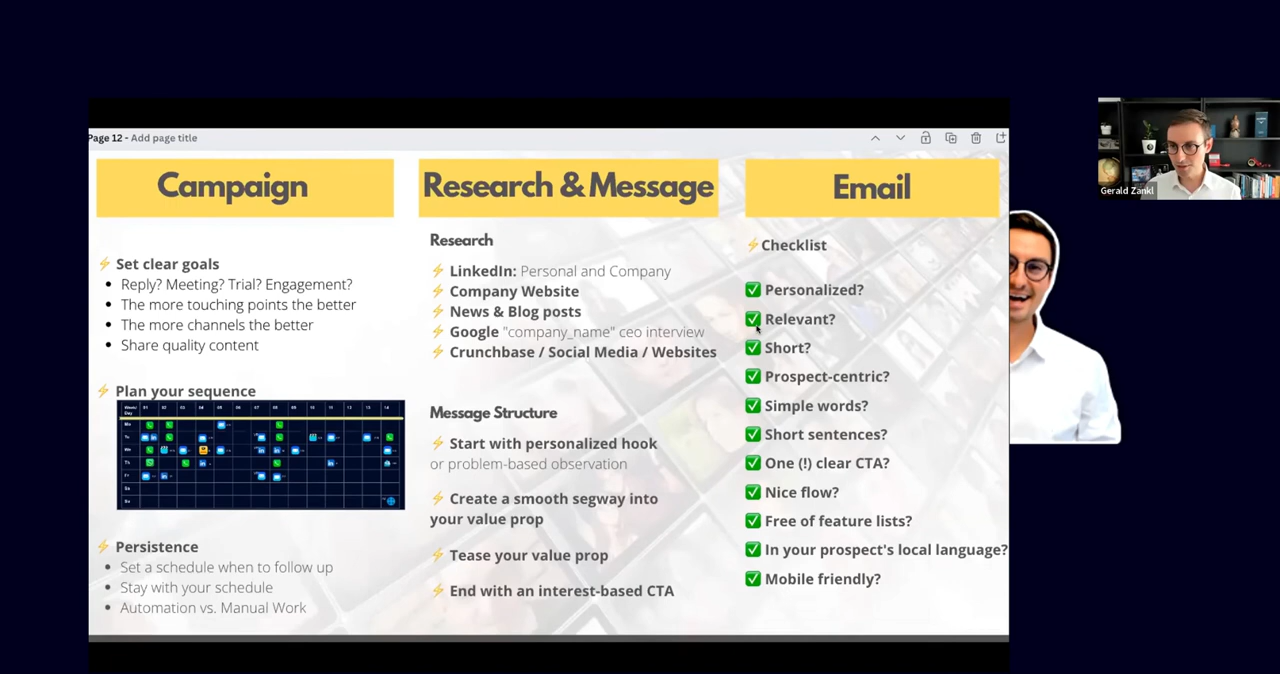 Page 12 - Add page title
Campaign
⚡ Set clear goals
• Reply? Meeting? Trial? Engagement?
• The more touching points the better
• The more channels the better
• Share quality content
⚡ Plan your sequence
⚡ Persistence
• Set a schedule when to follow up
• Stay with your schedule
• Automation vs. Manual Work
Research & Message
Research
⚡ LinkedIn: Personal and Company
⚡ Company Website
⚡ News & Blog posts
⚡ Google "company_name" ceo interview
⚡ Crunchbase / Social Media / Websites
Message Structure
⚡ Start with personalized hook
or problem-based observation
⚡ Create a smooth segway into
your value prop
⚡ Tease your value prop
⚡ End with an interest-based CTA
Email
⚡Checklist
✅ Personalized?
✅ Relevant?
✅ Short?
✅ Prospect-centric?
✅ Simple words?
✅ Short sentences?
✅ One (!) clear CTA?
✅ Nice flow?
✅ Free of feature lists?
✅ In your prospect's local language?
✅ Mobile friendly?
Gerald Zankl